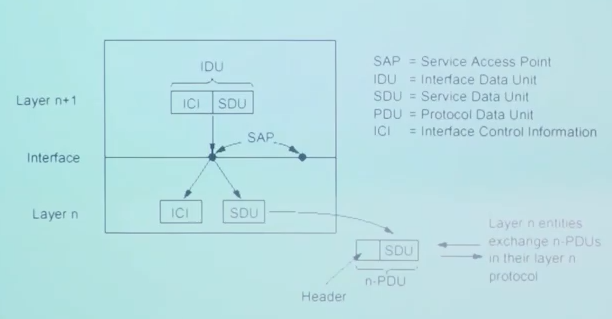 IDU
Layer n+1
ICI SDU
SAP
Interface
Layer n
ICI SDU
SDU
n-PDU
Header
SAP = Service Access Point
IDU = Interface Data Unit
SDU = Service Data Unit
PDU = Protocol Data Unit
ICI = Interface Control Information
Layer n entities
exchange n-PDUs
in their layer n
protocol